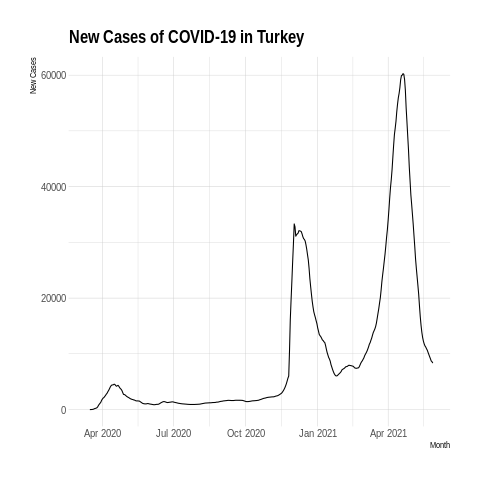 New Cases of COVID-19 in Turkey
New Cases
60000
40000
20000
0
Apr 2020 Jul 2020 Oct 2020 Jan 2021 Apr 2021
Month